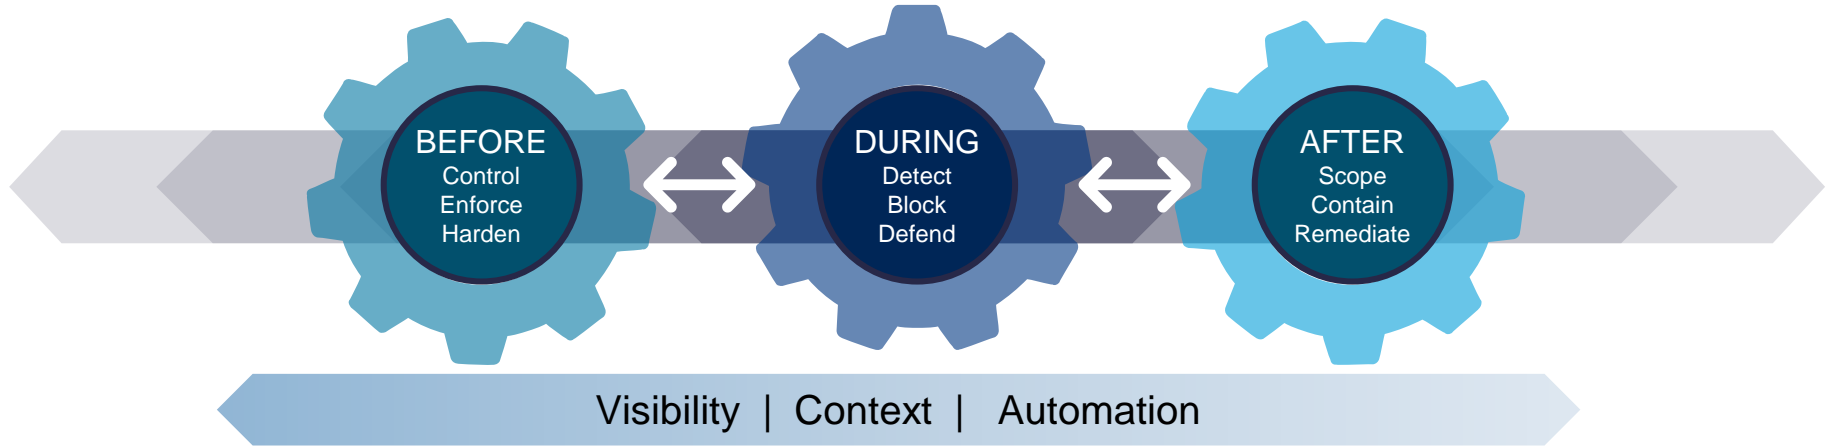 BEFORE
Control
Enforce
Harden
DURING
Detect
Block
Defend
AFTER
Scope
Contain
Remediate
Visibility | Context | Automation